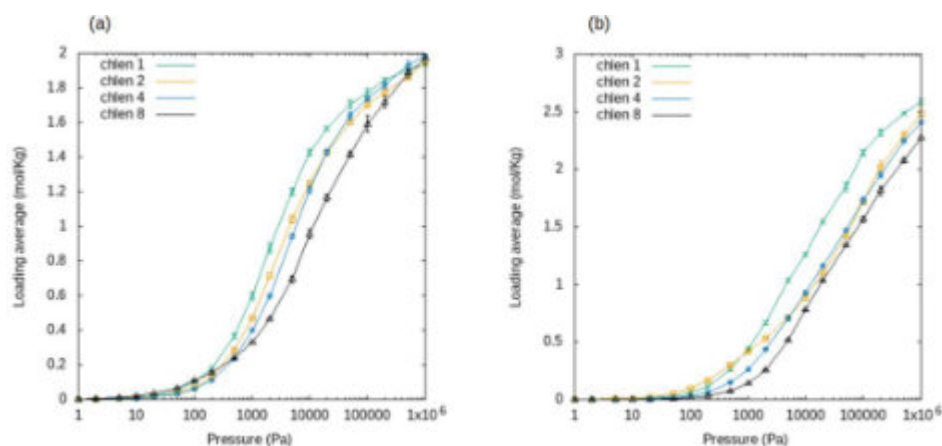 (a)
2
1.8
1.6
1.4
1.2
1
0.8
0.6
0.4
0.2
0
chlen 1
chlen 2
chlen 4
chlen 8
Loading average (mol/Kg)
1 10 100 1000 10000 100000 1x10^6
Pressure (Pa)
(b)
3
2.5
2
1.5
1
0.5
0
chlen 1
chlen 2
chlen 4
chlen 8
Loading average (mol/Kg)
1 10 100 1000 10000 100000 1x10^6
Pressure (Pa)